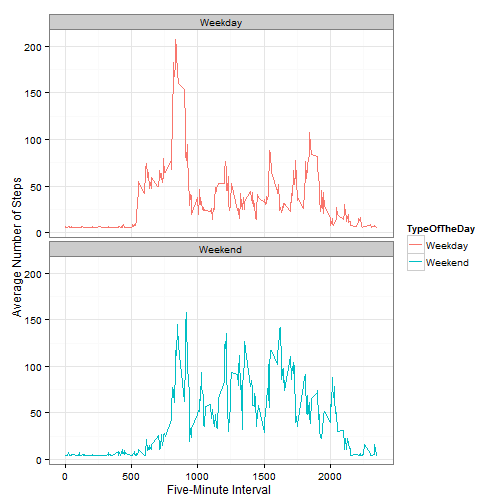 Weekday
200
150
100
50
0
Average Number of Steps
Weekend
200
150
100
50
0
0 500 1000 1500 2000
Five-Minute Interval
TypeOfTheDay
Weekday
Weekend